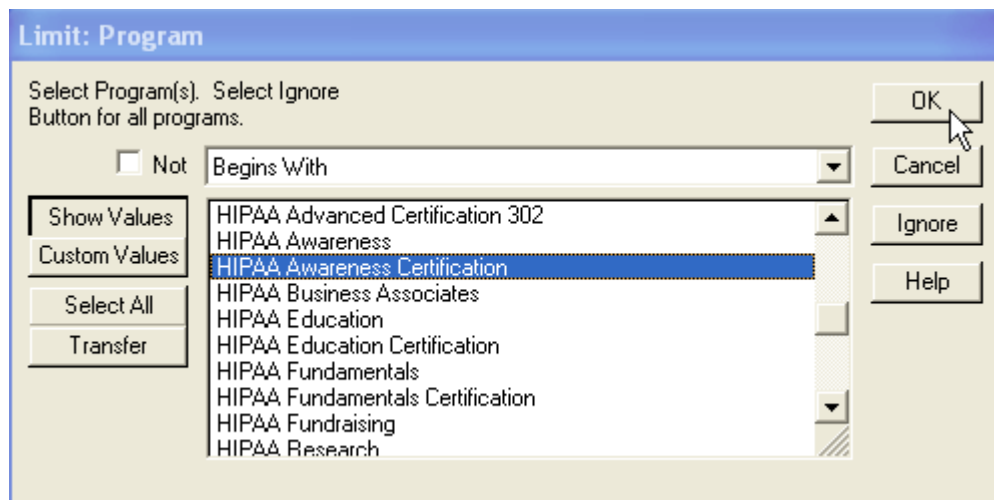 Limit: Program
Select Program(s).  Select Ignore
Button for all programs.
OK
Not
Begins With
Cancel
Show Values
Custom Values
Select All
Transfer
HIPAA Advanced Certification 302
HIPAA Awareness
HIPAA Awareness Certification
HIPAA Business Associates
HIPAA Education
HIPAA Education Certification
HIPAA Fundamentals
HIPAA Fundamentals Certification
HIPAA Fundraising
HIPAA Research
Ignore
Help